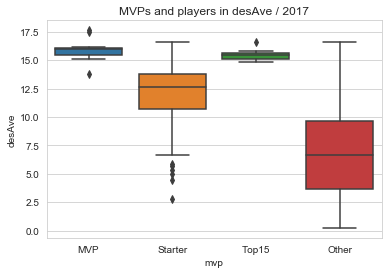 MVPs and players in desAve / 2017
desAve
17.5
15.0
12.5
10.0
7.5
5.0
2.5
0.0
MVP Starter Top15 Other
mvp